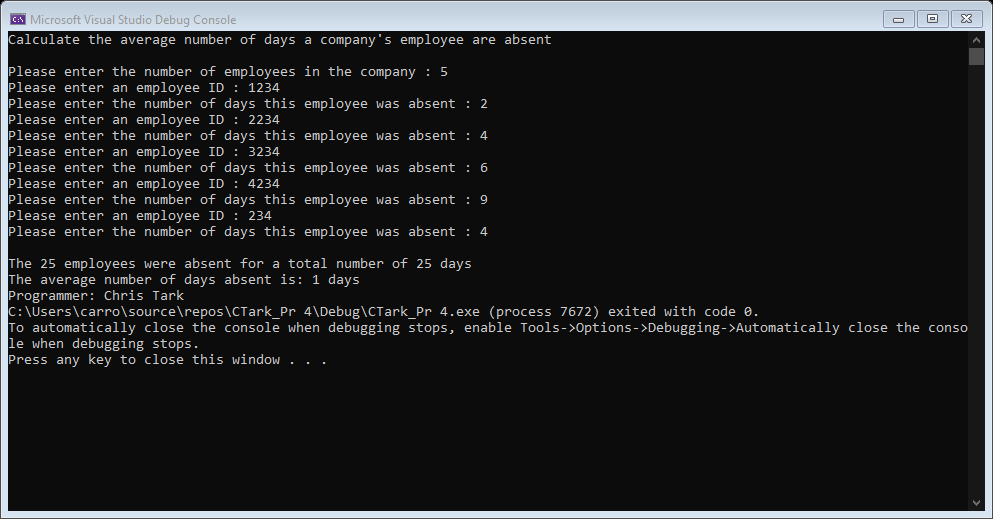 Microsoft Visual Studio Debug Console
Calculate the average number of days a company's employee are absent
Please enter the number of employees in the company : 5
Please enter an employee ID : 1234
Please enter the number of days this employee was absent : 2
Please enter an employee ID : 2234
Please enter the number of days this employee was absent : 4
Please enter an employee ID : 3234
Please enter the number of days this employee was absent : 6
Please enter an employee ID : 4234
Please enter the number of days this employee was absent : 9
Please enter an employee ID : 234
Please enter the number of days this employee was absent : 4
The 25 employees were absent for a total number of 25 days
The average number of days absent is: 1 days
Programmer: Chris Tark
C:\Users\carro\source\repos\CTark_Pr 4\Debug\CTark_Pr 4.exe (process 7672) exited with code 0.
To automatically close the console when debugging stops, enable Tools->Options->Debugging->Automatically close the conso
le when debugging stops.
Press any key to close this window . . .